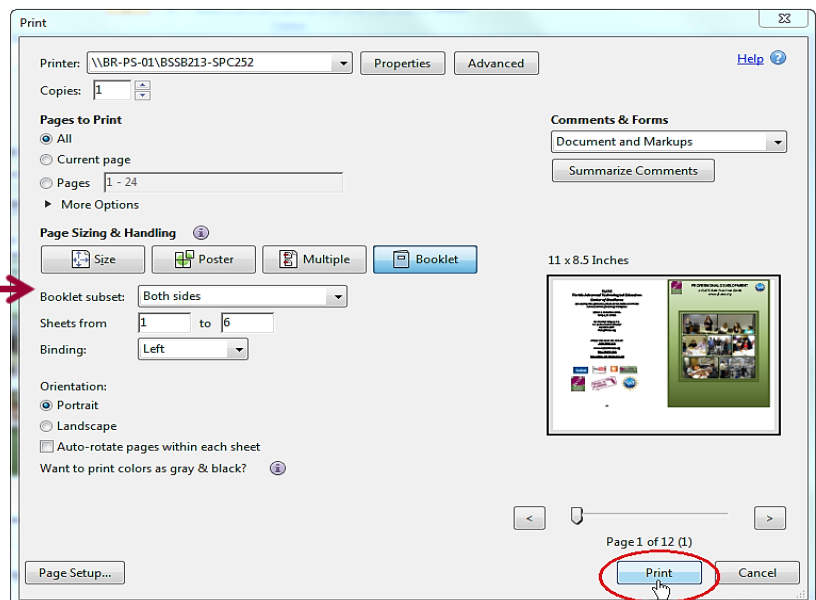 Print
Printer: \\BR-PS-01\BSSB213-SPC252 Properties Advanced Help
Copies: 1
Pages to Print
All
Current page
Pages 1 - 24
More Options
Comments & Forms
Document and Markups
Summarize Comments
Page Sizing & Handling
Size Poster Multiple Booklet
Booklet subset: Both sides
Sheets from 1 to 6
Binding: Left
Orientation:
Portrait
Landscape
Auto-rotate pages within each sheet
Want to print colors as gray & black?
11 x 8.5 Inches
PROFESSIONAL DEVELOPMENT
< >
Page 1 of 12 (1)
Page Setup... Print Cancel